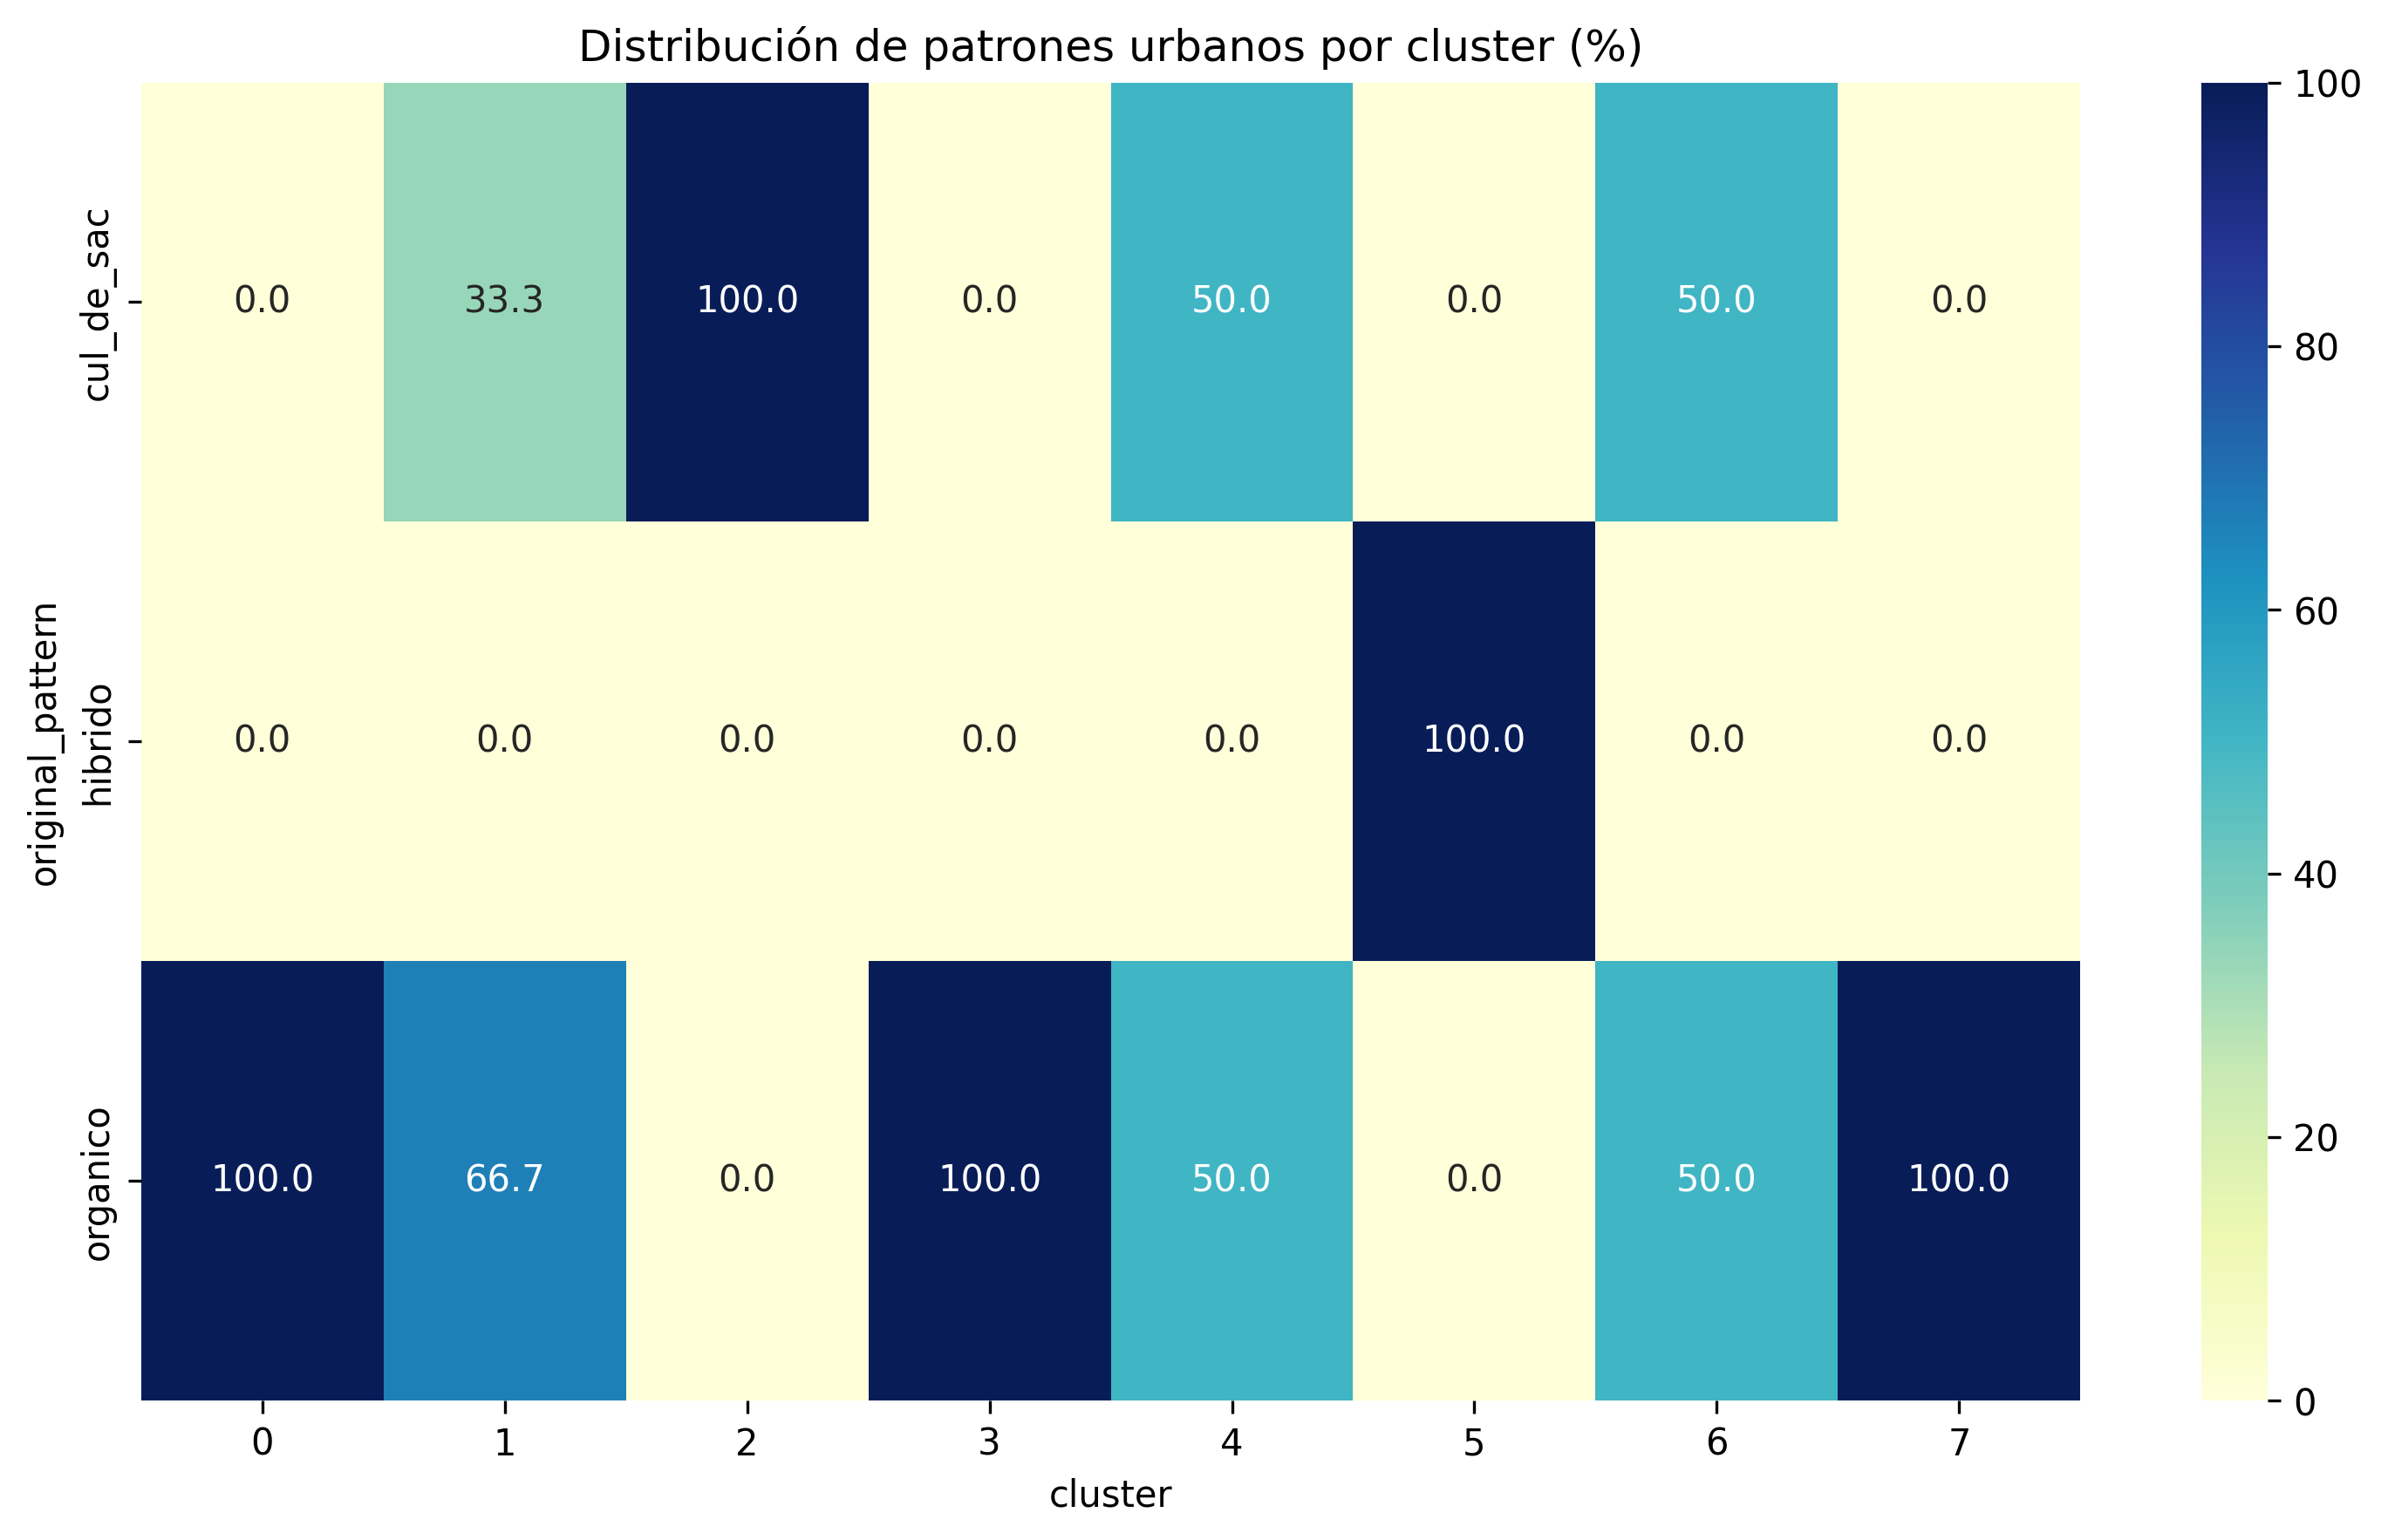 Distribución de patrones urbanos por cluster (%)
original_pattern
cul_de_sac
0.0 33.3 100.0 0.0 50.0 0.0 50.0 0.0
hibrido
0.0 0.0 0.0 0.0 0.0 100.0 0.0 0.0
organico
100.0 66.7 0.0 100.0 50.0 0.0 50.0 100.0
0 1 2 3 4 5 6 7
cluster
100
80
60
40
20
0